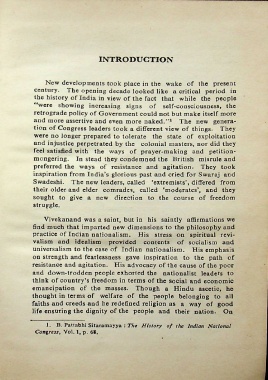 INTRODUCTION
New developments took place in the wake of the present
century. The opening decade looked like a critical period in
the history of India in view of the fact that while the people
"were showing increasing signs of self-consciousness, the
retrograde policy of Government could not but make itself more
and more assertive and even more naked."¹ The new genera-
tion of Congress leaders took a different view of things. They
were no longer prepared to tolerate the state of exploitation
and injustice perpetrated by the colonial masters, nor did they
feel satisfied with the ways of prayer-making and petition-
mongering. In stead they condemned the British misrule and
preferred the ways of resistance and agitation. They took
inspiration from India's glorious past and cried for Swaraj and
Swadeshi. The new leaders, called 'extremists', differed from
their older and elder comrades, called 'moderates', and they
sought to give a new direction to the course of freedom
struggle.
Vivekanand was a saint, but in his saintly affirmations we
find much that imparted new dimensions to the philosophy and
practice of Indian nationalism. His stress on spiritual revi-
valism and idealism provided contents of socialism and
universalism to the case of Indian nationalism. His emphasis
on strength and fearlessness gave inspiration to the path of
resistance and agitation. His advocacy of the cause of the poor
and down-trodden people exhorted the nationalist leaders to
think of country's freedom in terms of the social and economic
emancipation of the masses. Though a Hindu ascetic, he
thought in terms of welfare of the people belonging to all
faiths and creeds and he redefined religion as a way of good
life ensuring the dignity of the people and their nation. On
1. B. Pattabhi Sitaramayya : The History of the Indian National
Congress, Vol. I, p. 68.